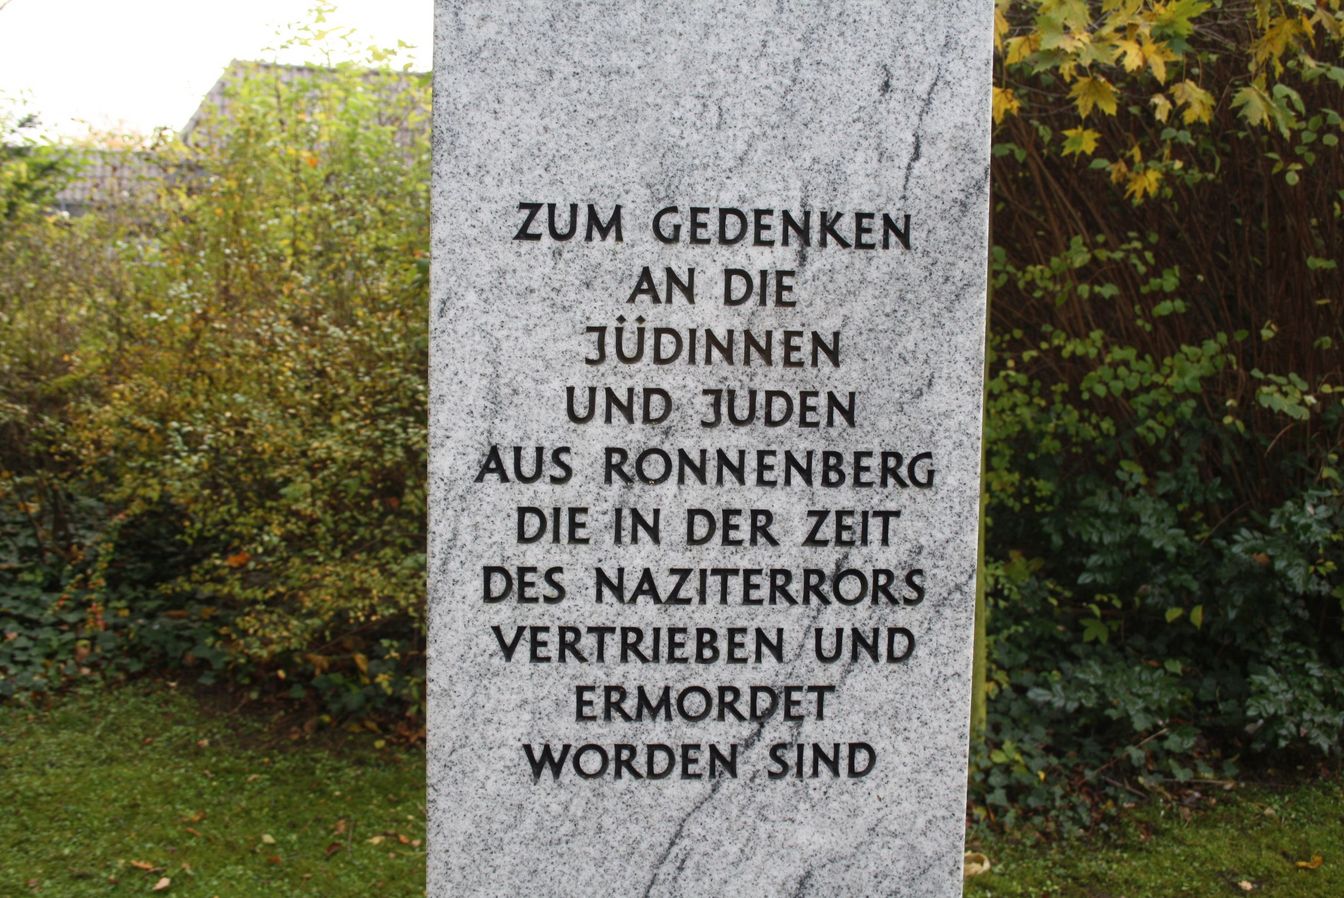 ZUM GEDENKEN
AN DIE
JÜDINNEN
UND JUDEN
AUS RONNENBERG
DIE IN DER ZEIT
DES NAZITERRORS
VERTRIEBEN UND
ERMORDET
WORDEN SIND